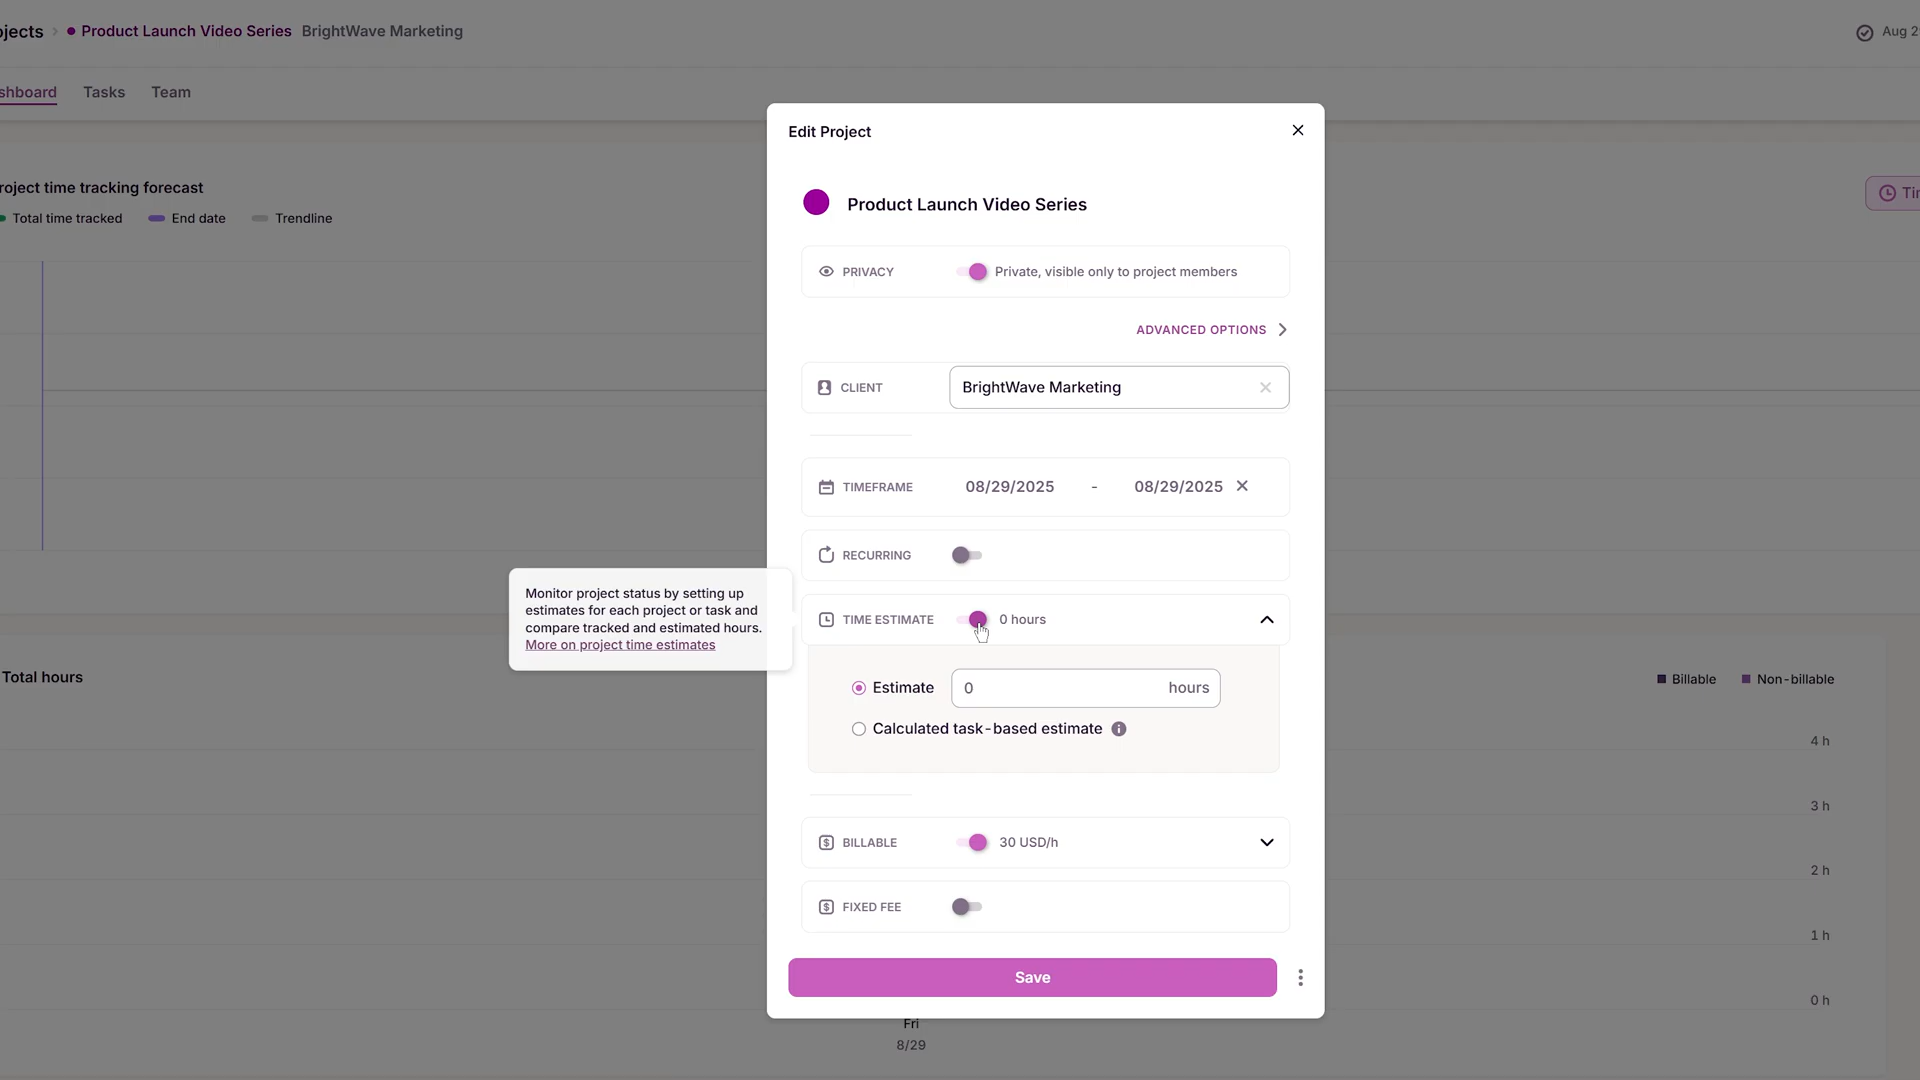 ojects › Product Launch Video Series BrightWave Marketing
Aug 2
shboard Tasks Team
Edit Project
roject time tracking forecast
Total time tracked End date Trendline
Tir
Product Launch Video Series
PRIVACY Private, visible only to project members
ADVANCED OPTIONS
CLIENT BrightWave Marketing
TIMEFRAME 08/29/2025 - 08/29/2025
RECURRING
Monitor project status by setting up
estimates for each project or task and
compare tracked and estimated hours.
More on project time estimates
TIME ESTIMATE 0 hours
Estimate 0 hours
Calculated task-based estimate
Total hours
Billable Non-billable
4 h
3 h
2 h
1 h
0 h
BILLABLE 30 USD/h
FIXED FEE
Save
Fri
8/29